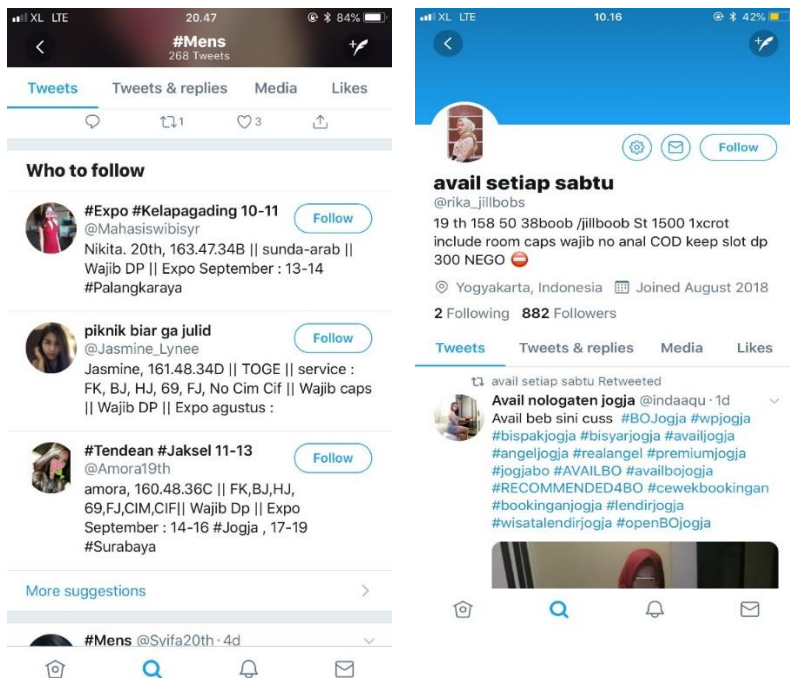 XL LTE 20.47 84%
#Mens
268 Tweets
Tweets Tweets & replies Media Likes
1 3
Who to follow
#Expo #Kelapagading 10-11
Follow
@Mahasiswibisyr
Nikita. 20th, 163.47.34B || sunda-arab ||
Wajib DP || Expo September : 13-14
#Palangkaraya
piknik biar ga julid
Follow
@Jasmine_Lynee
Jasmine, 161.48.34D || TOGE || service :
FK, BJ, HJ, 69, FJ, No Cim Cif || Wajib caps
|| Wajib DP || Expo agustus :
#Tendean #Jaksel 11-13
Follow
@Amora19th
amora, 160.48.36C || FK,BJ,HJ,
69,FJ,CIM,CIF|| Wajib Dp || Expo
September : 14-16 #Jogja , 17-19
#Surabaya
More suggestions
#Mens @Syifa20th · 4d
XL LTE 10.16 42%
Follow
avail setiap sabtu
@rika_jillbobs
19 th 158 50 38boob /jillboob St 1500 1xcrot
include room caps wajib no anal COD keep slot dp
300 NEGO
Yogyakarta, Indonesia Joined August 2018
2 Following 882 Followers
Tweets Tweets & replies Media Likes
avail setiap sabtu Retweeted
Avail nologaten jogja @indaaqu · 1d
Avail beb sini cuss #BOJogja #wpjogja
#bispakjogja #bisyarjogja #availjogja
#angeljogja #realangel #premiumjogja
#jogjabo #AVAILBO #availbojogja
#RECOMMENDED4BO #cewekbookingan
#bookinganjogja #lendirjogja
#wisatalendirjogja #openBOjogja